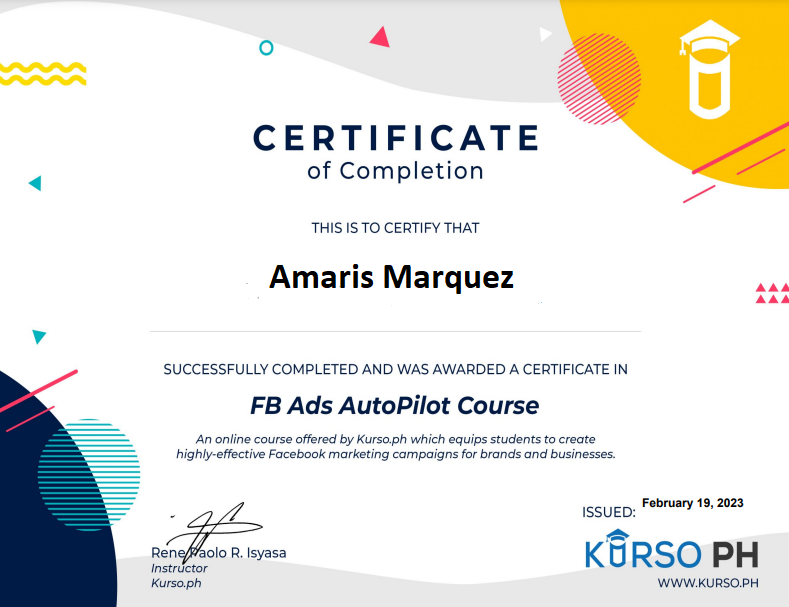 CERTIFICATE
of Completion
THIS IS TO CERTIFY THAT
Amaris Marquez
SUCCESSFULLY COMPLETED AND WAS AWARDED A CERTIFICATE IN
FB Ads AutoPilot Course
An online course offered by Kurso.ph which equips students to create
highly-effective Facebook marketing campaigns for brands and businesses.
Rene Paolo R. Isyasa
Instructor
Kurso.ph
ISSUED: February 19, 2023
KURSO PH
WWW.KURSO.PH